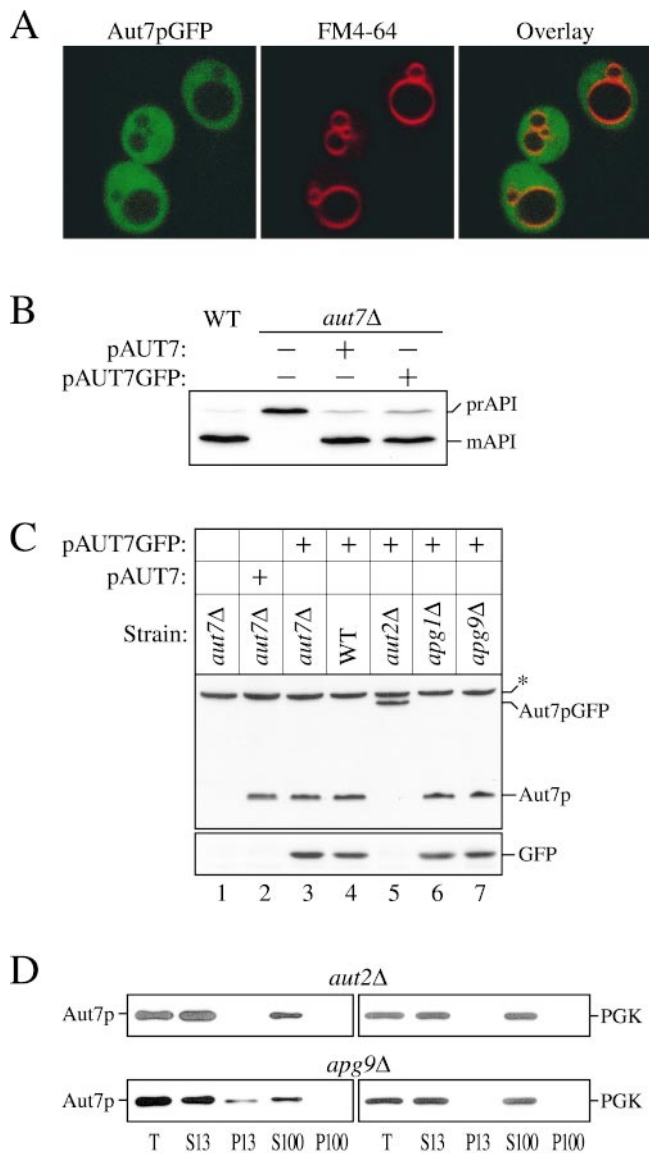 A
Aut7pGFP FM4-64 Overlay
B
WT aut7Δ
pAUT7: − + −
pAUT7GFP: − − +
prAPI
mAPI
C
pAUT7GFP: + + + + +
pAUT7: +
Strain: aut7Δ aut7Δ aut7Δ WT aut2Δ apg1Δ apg9Δ
*
Aut7pGFP
Aut7p
GFP
1 2 3 4 5 6 7
D
aut2Δ
Aut7p PGK
apg9Δ
Aut7p PGK
T S13 P13 S100 P100 T S13 P13 S100 P100